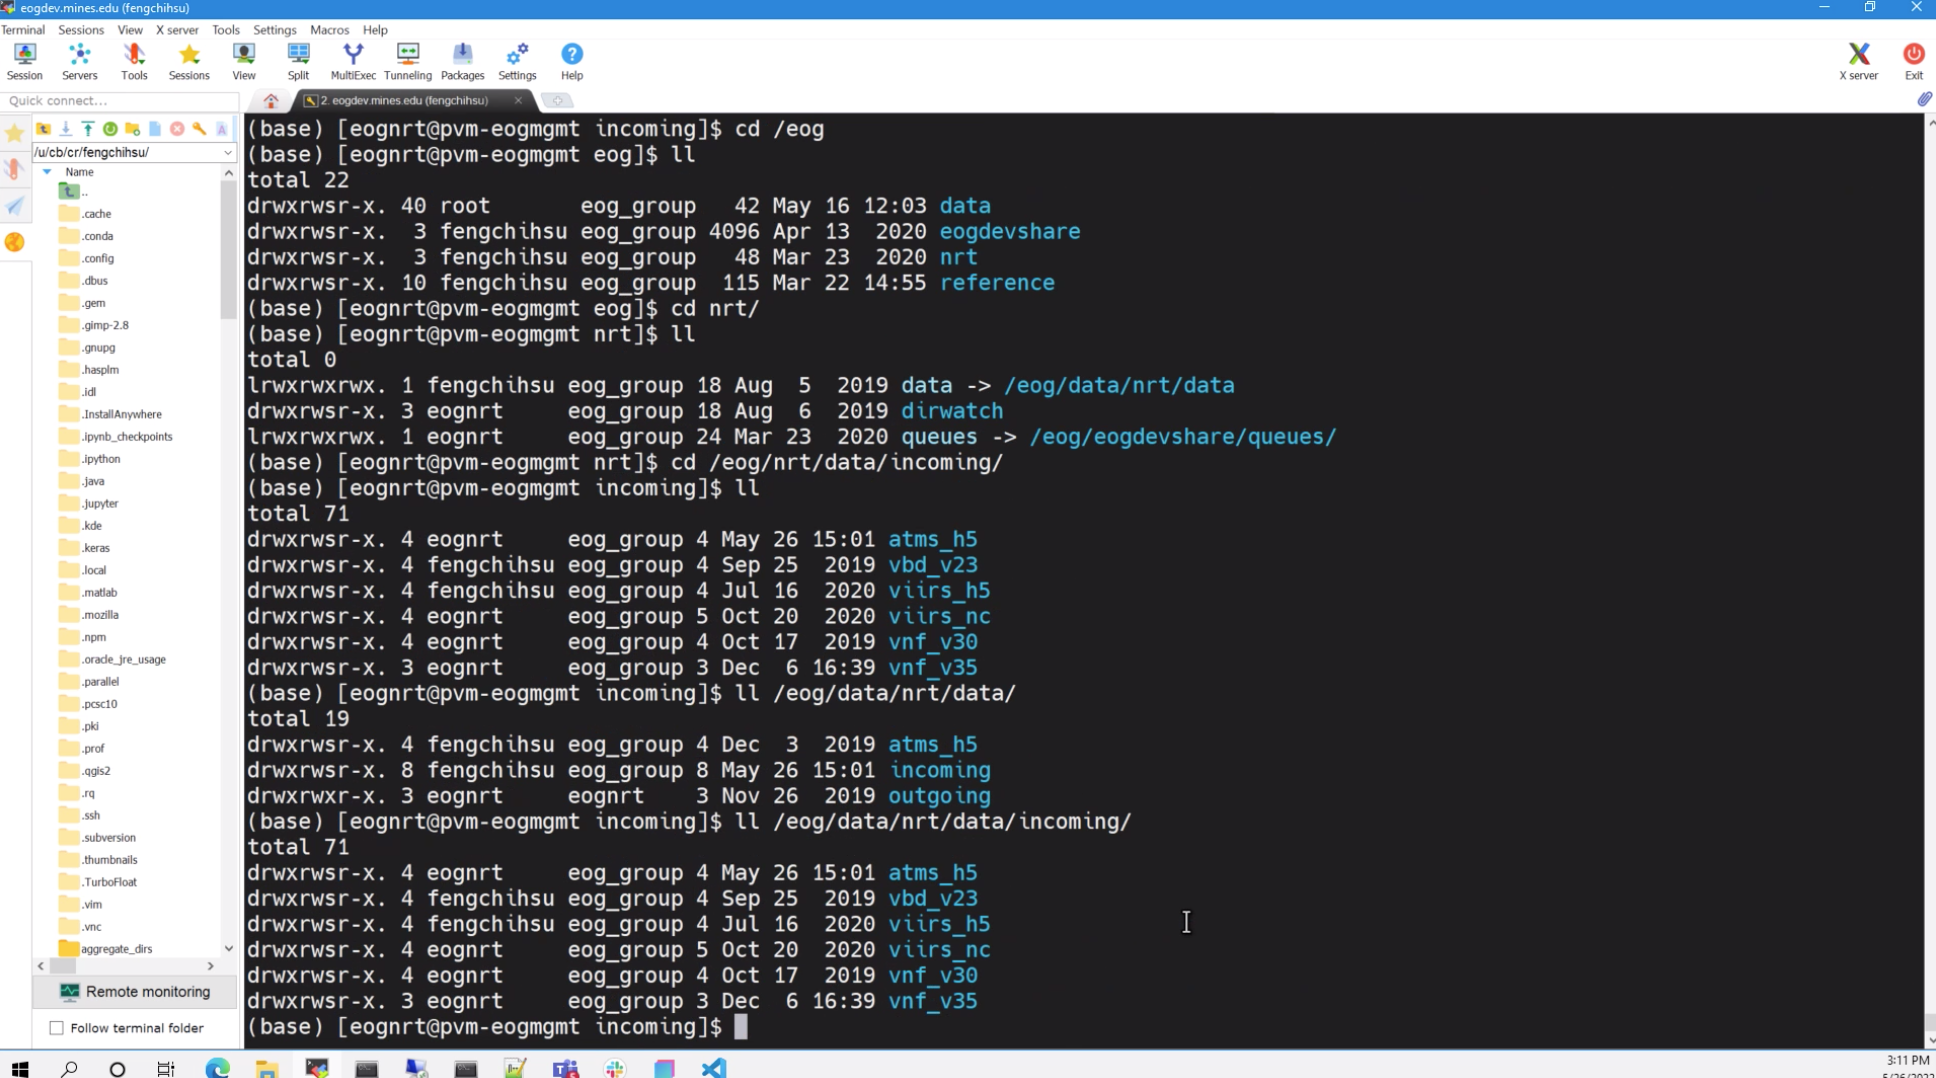 eogdev.mines.edu (fengchihsu)
Terminal Sessions View X server Tools Settings Macros Help
Session Servers Tools Sessions View Split MultiExec Tunneling Packages Settings Help X server Exit
Quick connect...
2. eogdev.mines.edu (fengchihsu)
/u/cb/cr/fengchihsu/
Name
..
.cache
.conda
.config
.dbus
.gem
.gimp-2.8
.gnupg
.hasplm
.idl
.InstallAnywhere
.ipynb_checkpoints
.ipython
.java
.jupyter
.kde
.keras
.local
.matlab
.mozilla
.npm
.oracle_jre_usage
.parallel
.pcsc10
.pki
.prof
.qgis2
.rq
.ssh
.subversion
.thumbnails
.TurboFloat
.vim
.vnc
aggregate_dirs
Remote monitoring
Follow terminal folder
(base) [eognrt@pvm-eogmgmt incoming]$ cd /eog
(base) [eognrt@pvm-eogmgmt eog]$ ll
total 22
drwxrwsr-x. 40 root       eog_group   42 May 16 12:03 data
drwxrwsr-x.  3 fengchihsu eog_group 4096 Apr 13  2020 eogdevshare
drwxrwsr-x.  3 fengchihsu eog_group   48 Mar 23  2020 nrt
drwxrwsr-x. 10 fengchihsu eog_group  115 Mar 22 14:55 reference
(base) [eognrt@pvm-eogmgmt eog]$ cd nrt/
(base) [eognrt@pvm-eogmgmt nrt]$ ll
total 0
lrwxrwxrwx. 1 fengchihsu eog_group 18 Aug  5  2019 data -> /eog/data/nrt/data
drwxrwsr-x. 3 eognrt     eog_group 18 Aug  6  2019 dirwatch
lrwxrwxrwx. 1 eognrt     eog_group 24 Mar 23  2020 queues -> /eog/eogdevshare/queues/
(base) [eognrt@pvm-eogmgmt nrt]$ cd /eog/nrt/data/incoming/
(base) [eognrt@pvm-eogmgmt incoming]$ ll
total 71
drwxrwsr-x. 4 eognrt     eog_group 4 May 26 15:01 atms_h5
drwxrwsr-x. 4 fengchihsu eog_group 4 Sep 25  2019 vbd_v23
drwxrwsr-x. 4 fengchihsu eog_group 4 Jul 16  2020 viirs_h5
drwxrwsr-x. 4 eognrt     eog_group 5 Oct 20  2020 viirs_nc
drwxrwsr-x. 4 eognrt     eog_group 4 Oct 17  2019 vnf_v30
drwxrwsr-x. 3 eognrt     eog_group 3 Dec  6 16:39 vnf_v35
(base) [eognrt@pvm-eogmgmt incoming]$ ll /eog/data/nrt/data/
total 19
drwxrwsr-x. 4 fengchihsu eog_group 4 Dec  3  2019 atms_h5
drwxrwsr-x. 8 fengchihsu eog_group 8 May 26 15:01 incoming
drwxrwxr-x. 3 eognrt     eognrt    3 Nov 26  2019 outgoing
(base) [eognrt@pvm-eogmgmt incoming]$ ll /eog/data/nrt/data/incoming/
total 71
drwxrwsr-x. 4 eognrt     eog_group 4 May 26 15:01 atms_h5
drwxrwsr-x. 4 fengchihsu eog_group 4 Sep 25  2019 vbd_v23
drwxrwsr-x. 4 fengchihsu eog_group 4 Jul 16  2020 viirs_h5
drwxrwsr-x. 4 eognrt     eog_group 5 Oct 20  2020 viirs_nc
drwxrwsr-x. 4 eognrt     eog_group 4 Oct 17  2019 vnf_v30
drwxrwsr-x. 3 eognrt     eog_group 3 Dec  6 16:39 vnf_v35
(base) [eognrt@pvm-eogmgmt incoming]$
3:11 PM